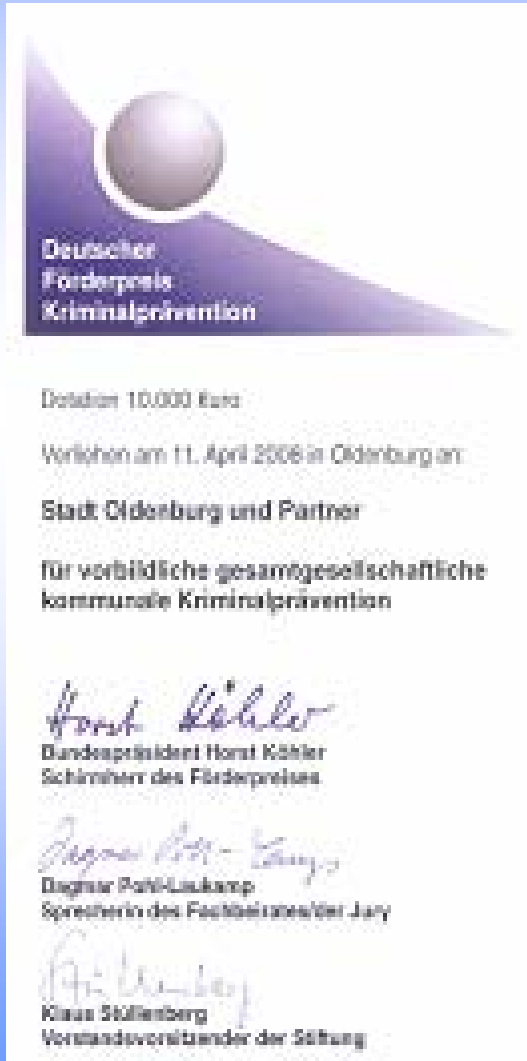 Deutscher
Förderpreis
Kriminalprävention
Dotation 10.000 Euro
Verliehen am 11. April 2006 in Oldenburg an:
Stadt Oldenburg und Partner
für vorbildliche gesamtgesellschaftliche
kommunale Kriminalprävention
Horst Köhler
Bundespräsident Horst Köhler
Schirmherr des Förderpreises
Dagmar Pohl-Laukamp
Sprecherin des Fachbeirates/der Jury
Klaus Stüllenberg
Vorstandsvorsitzender der Stiftung